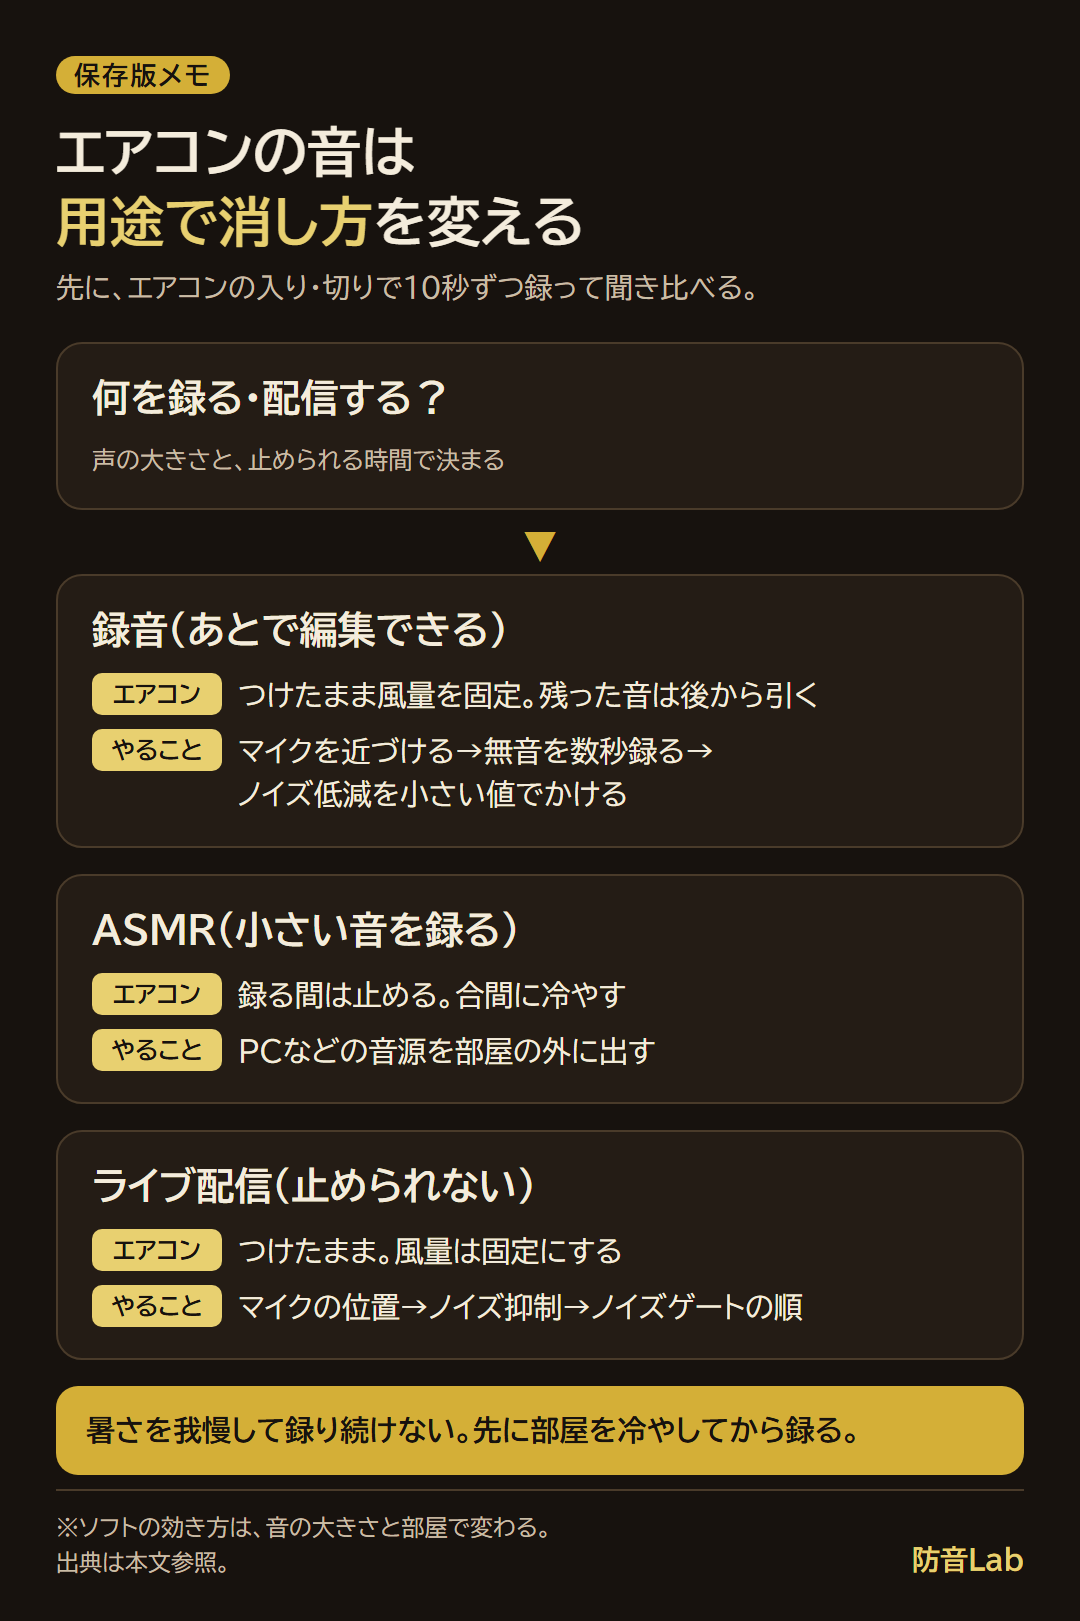 保存版メモ
エアコンの音は
用途で消し方を変える
先に、エアコンの入り・切りで10秒ずつ録って聞き比べる。
何を録る・配信する？
声の大きさと、止められる時間で決まる
▼
録音（あとで編集できる）
エアコン つけたまま風量を固定。残った音は後から引く
やること マイクを近づける→無音を数秒録る→
ノイズ低減を小さい値でかける
ASMR（小さい音を録る）
エアコン 録る間は止める。合間に冷やす
やること PCなどの音源を部屋の外に出す
ライブ配信（止められない）
エアコン つけたまま。風量は固定にする
やること マイクの位置→ノイズ抑制→ノイズゲートの順
暑さを我慢して録り続けない。先に部屋を冷やしてから録る。
※ソフトの効き方は、音の大きさと部屋で変わる。
出典は本文参照。
防音Lab